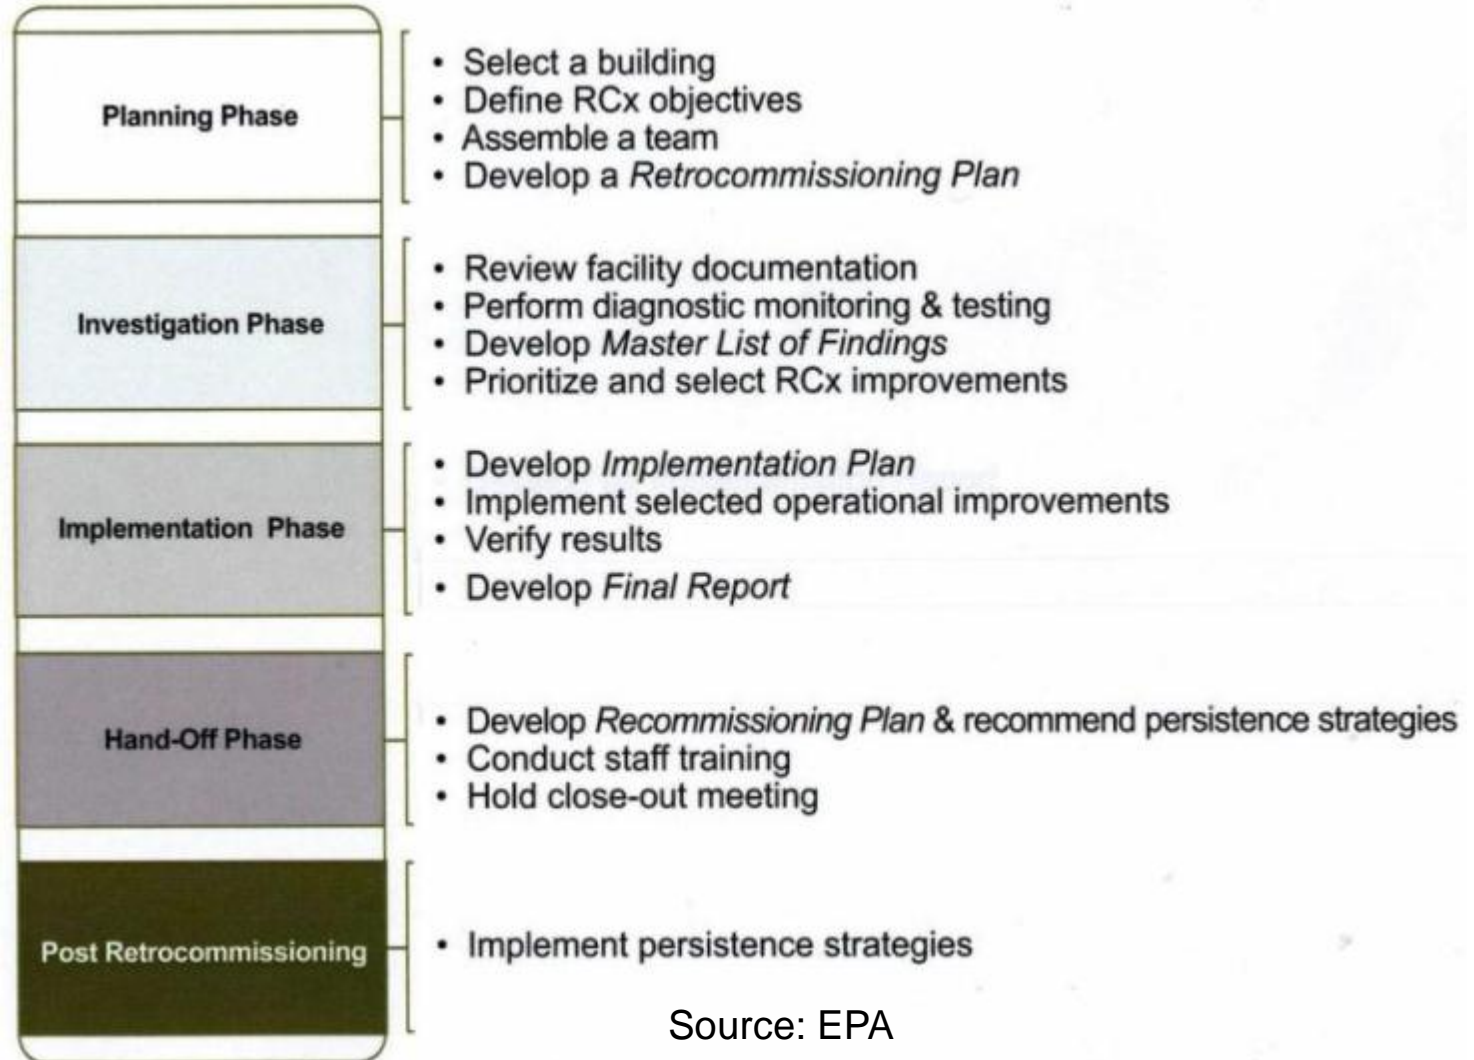 Planning Phase
• Select a building
• Define RCx objectives
• Assemble a team
• Develop a Retrocommissioning Plan
Investigation Phase
• Review facility documentation
• Perform diagnostic monitoring & testing
• Develop Master List of Findings
• Prioritize and select RCx improvements
Implementation Phase
• Develop Implementation Plan
• Implement selected operational improvements
• Verify results
• Develop Final Report
Hand-Off Phase
• Develop Recommissioning Plan & recommend persistence strategies
• Conduct staff training
• Hold close-out meeting
Post Retrocommissioning
• Implement persistence strategies
Source: EPA